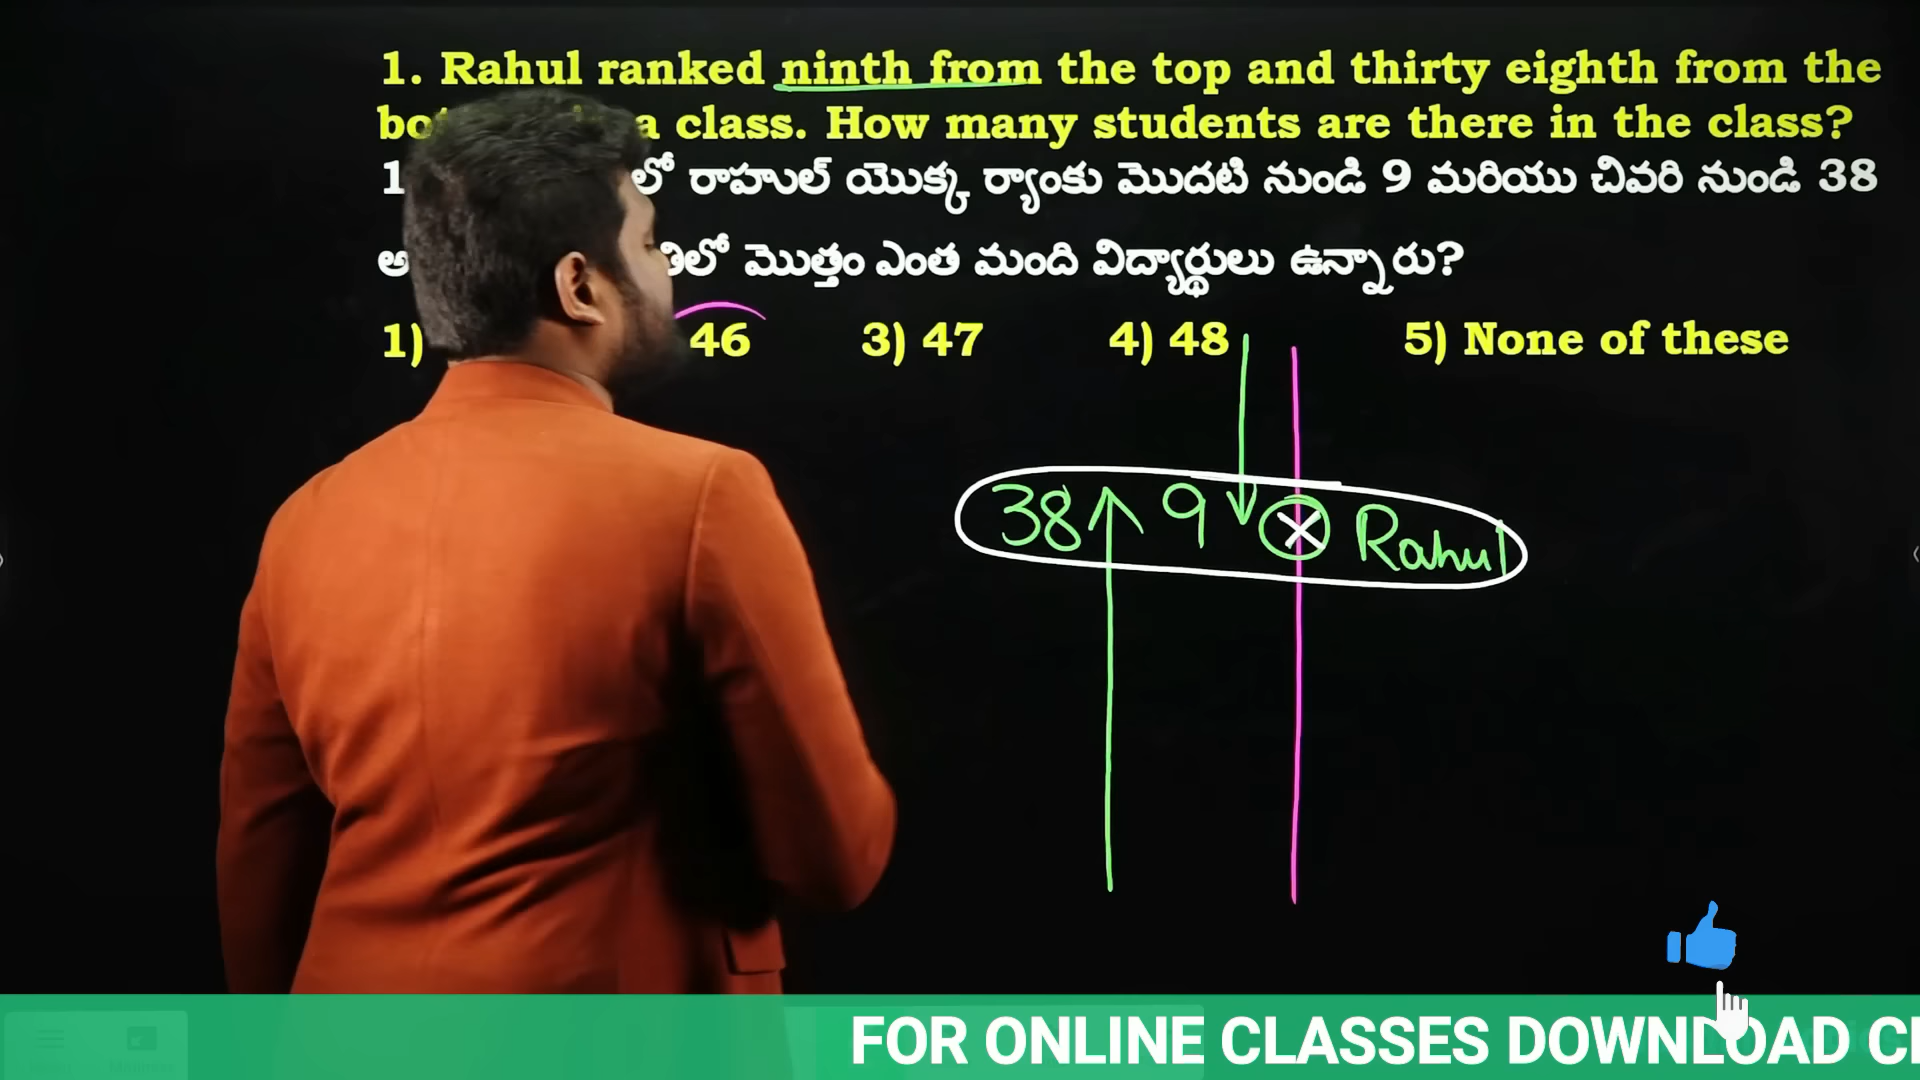 1. Rahul ranked ninth from the top and thirty eighth from the
a class. How many students are there in the class?
రాహుల్ యొక్క ర్యాంకు మొదటి నుండి 9 మరియు చివరి నుండి 38
మొత్తం ఎంత మంది విద్యార్థులు ఉన్నారు?
1) 46 3) 47 4) 48 5) None of these
38 9 Rahul
FOR ONLINE CLASSES DOWNLOAD